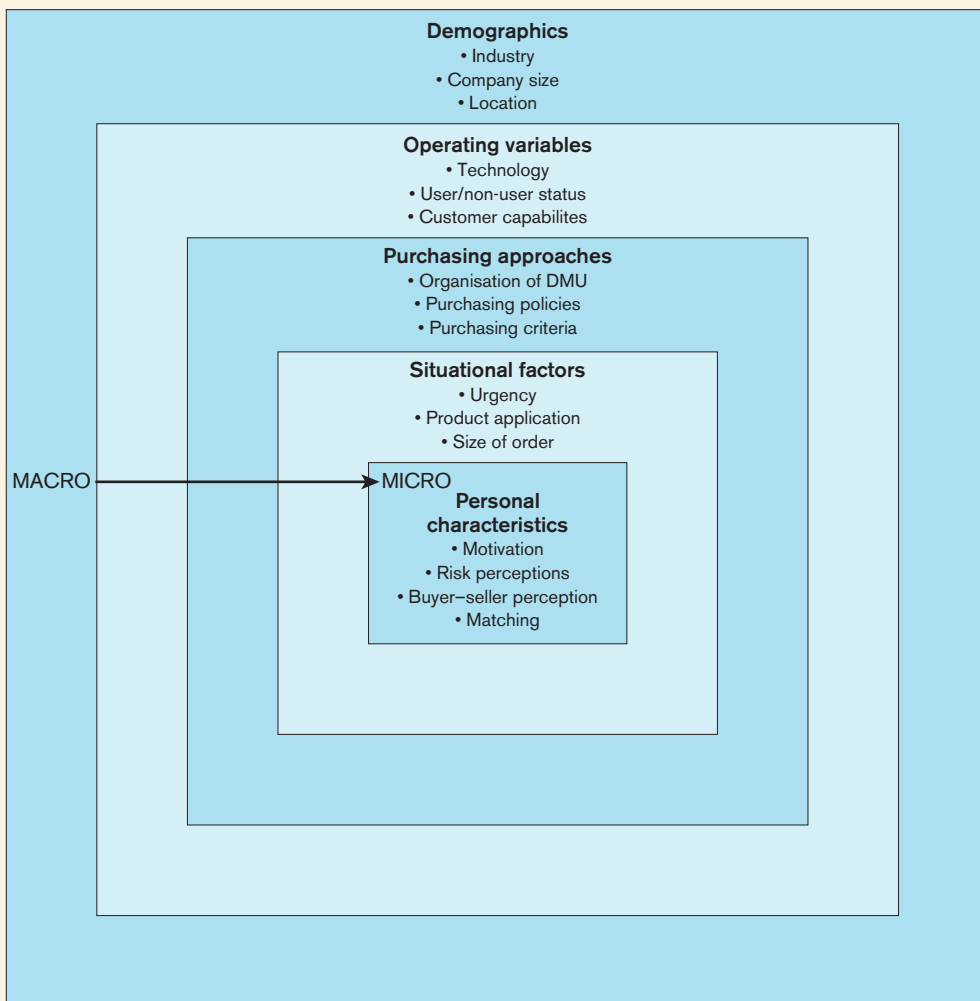 Demographics
• Industry
• Company size
• Location
Operating variables
• Technology
• User/non-user status
• Customer capabilites
Purchasing approaches
• Organisation of DMU
• Purchasing policies
• Purchasing criteria
Situational factors
• Urgency
• Product application
• Size of order
MACRO
MICRO
Personal
characteristics
• Motivation
• Risk perceptions
• Buyer–seller perception
• Matching